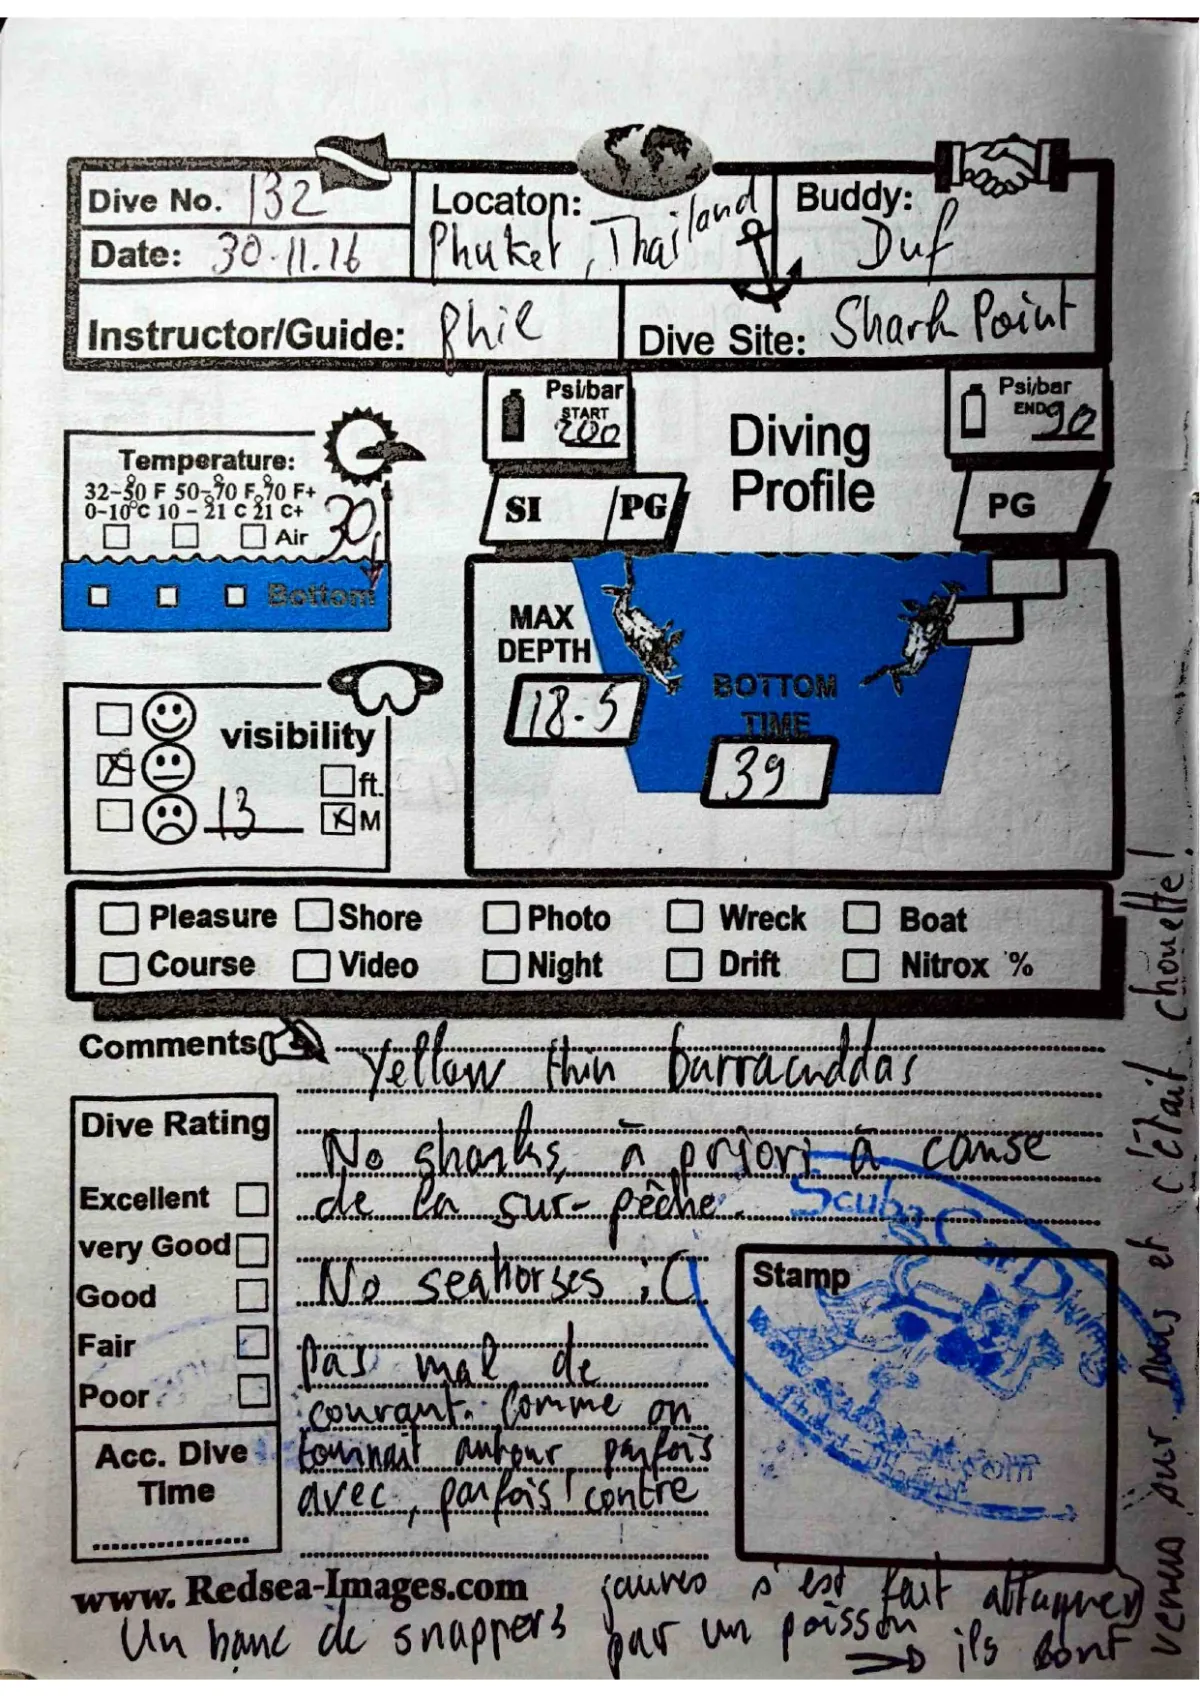 Dive No. 132
Date: 30.11.16
Locaton:
Phuket, Thailand
Buddy:
Duf
Instructor/Guide: Phil
Dive Site: Shark Point
Psi/bar
START
200
Psi/bar
END 90
Diving
Profile
SI /PG
PG
Temperature:
32-50 F 50-70 F 70 F+
0-10°C 10 - 21 C 21 C+
Air 30
Bottom
MAX
DEPTH
18.5
BOTTOM
TIME
39
visibility
ft.
13 M
Pleasure Shore Photo Wreck Boat
Course Video Night Drift Nitrox %
Comments
Yellow thin barracuddas
No sharks, à priori à cause
de la sur-pêche.
No seahorses :(
Pas mal de
courant. Comme on
tournait autour, parfois
avec, parfois contre
Dive Rating
Excellent
very Good
Good
Fair
Poor
Acc. Dive
Time
Stamp
Scuba
.com
www. Redsea-Images.com
Un banc de snappers jaunes s'est fait attaquer
par un poisson → ils sont
venus sur nous et c'était chouette!